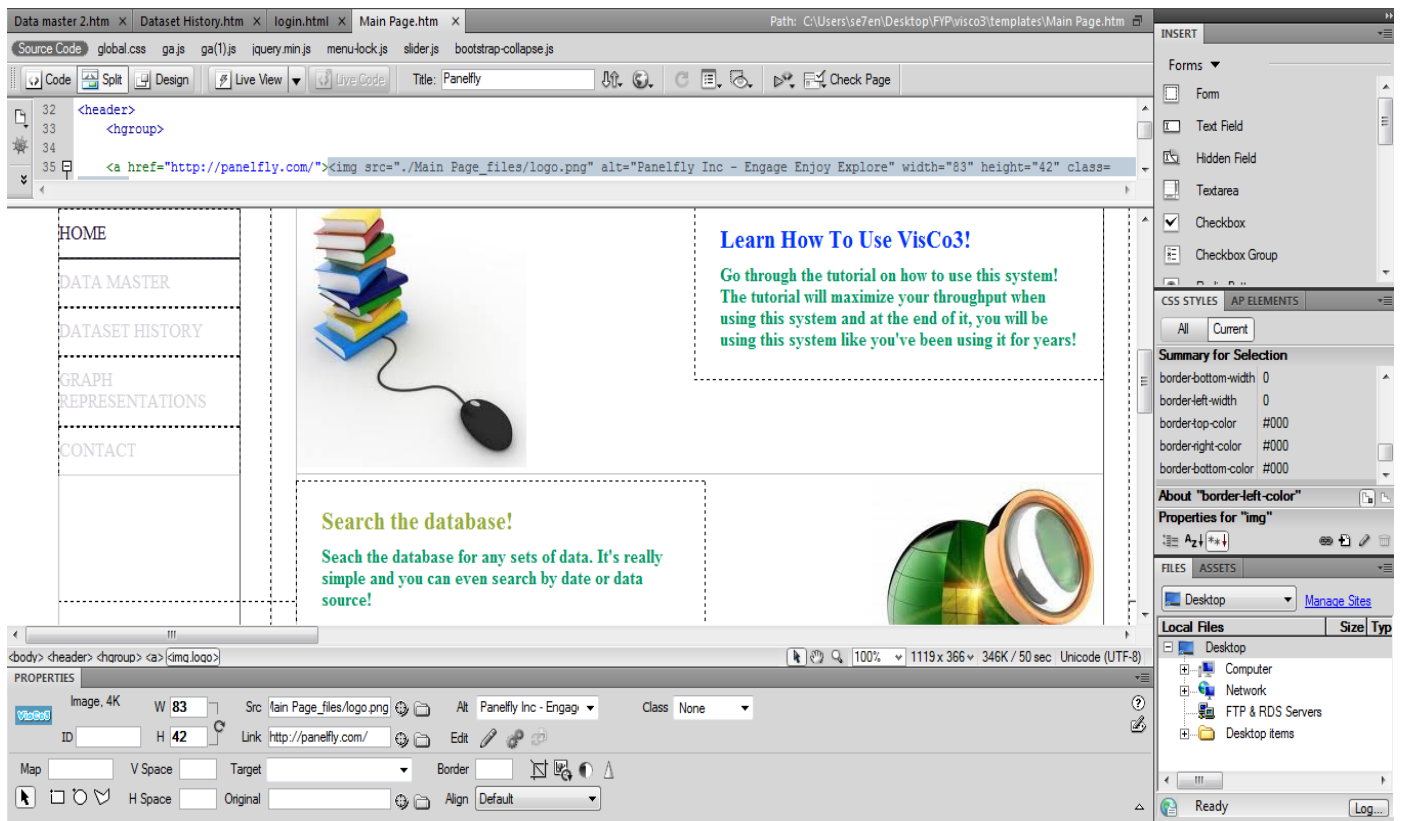 Data master 2.htm × Dataset History.htm × login.html × Main Page.htm × Path: C:\Users\se7en\Desktop\FYP\visco3\templates\Main Page.htm
Source Code global.css ga.js ga(1).js jquery.min.js menu-lock.js slider.js bootstrap-collapse.js
Code Split Design Live View Live Code Title: Panelfly Check Page
32 <header>
33 <hgroup>
34
35 <a href="http://panelfly.com/"><img src="./Main Page_files/logo.png" alt="Panelfly Inc - Engage Enjoy Explore" width="83" height="42" class=
HOME
DATA MASTER
DATASET HISTORY
GRAPH
REPRESENTATIONS
CONTACT
Learn How To Use VisCo3!
Go through the tutorial on how to use this system!
The tutorial will maximize your throughput when
using this system and at the end of it, you will be
using this system like you've been using it for years!
Search the database!
Seach the database for any sets of data. It's really
simple and you can even search by date or data
source!
<body> <header> <hgroup> <a> <img.logo> 100% 1119 x 366 346K / 50 sec Unicode (UTF-8)
PROPERTIES
VisCo3 Image, 4K W 83 Src Main Page_files/logo.png Alt Panelfly Inc - Engag Class None
ID H 42 Link http://panelfly.com/ Edit
Map V Space Target Border
H Space Original Align Default
INSERT
Forms
Form
Text Field
Hidden Field
Textarea
Checkbox
Checkbox Group
CSS STYLES AP ELEMENTS
All Current
Summary for Selection
border-bottom-width 0
border-left-width 0
border-top-color #000
border-right-color #000
border-bottom-color #000
About "border-left-color"
Properties for "img"
FILES ASSETS
Desktop Manage Sites
Local Files Size Typ
Desktop
Computer
Network
FTP & RDS Servers
Desktop items
Ready Log...